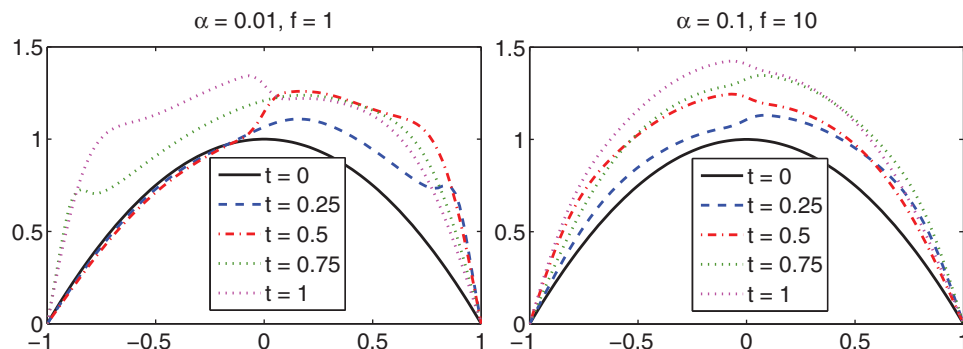 α = 0.01, f = 1
1.5
1
0.5
0
−1
−0.5
0
0.5
1
t = 0
t = 0.25
t = 0.5
t = 0.75
t = 1
α = 0.1, f = 10
1.5
1
0.5
0
−1
−0.5
0
0.5
1
t = 0
t = 0.25
t = 0.5
t = 0.75
t = 1